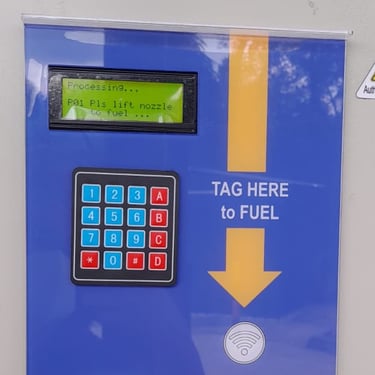 Processing...
P01 Pls lift nozzle
to fuel ...
1 2 3 A
4 5 6 B
7 8 9 C
* 0 # D
TAG HERE
to FUEL